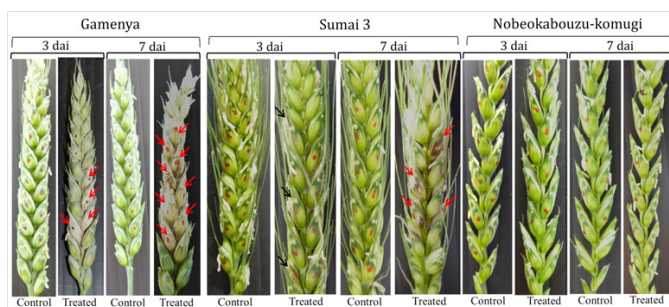 Gamenya Sumai 3 Nobeokabouzu-komugi
3 dai 7 dai 3 dai 7 dai 3 dai 7 dai
Control Treated Control Treated Control Treated Control Treated Control Treated Control Treated